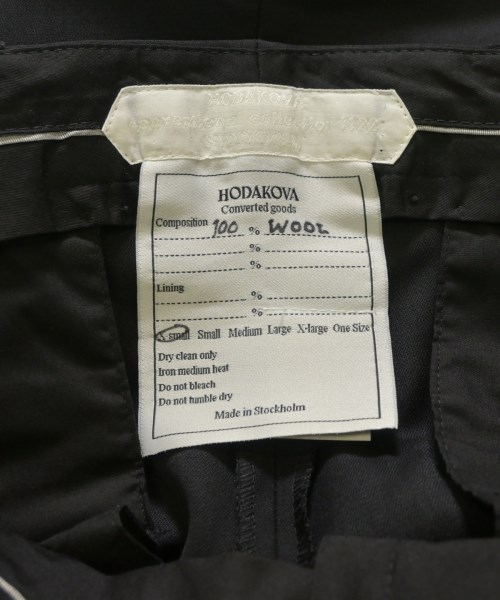 HODAKOVA
HODAKOVA
Converted goods
Composition 100 % WOOL
%
%
Lining %
%
X-small Small Medium Large X-large One Size
Dry clean only
Iron medium heat
Do not bleach
Do not tumble dry
Made in Stockholm